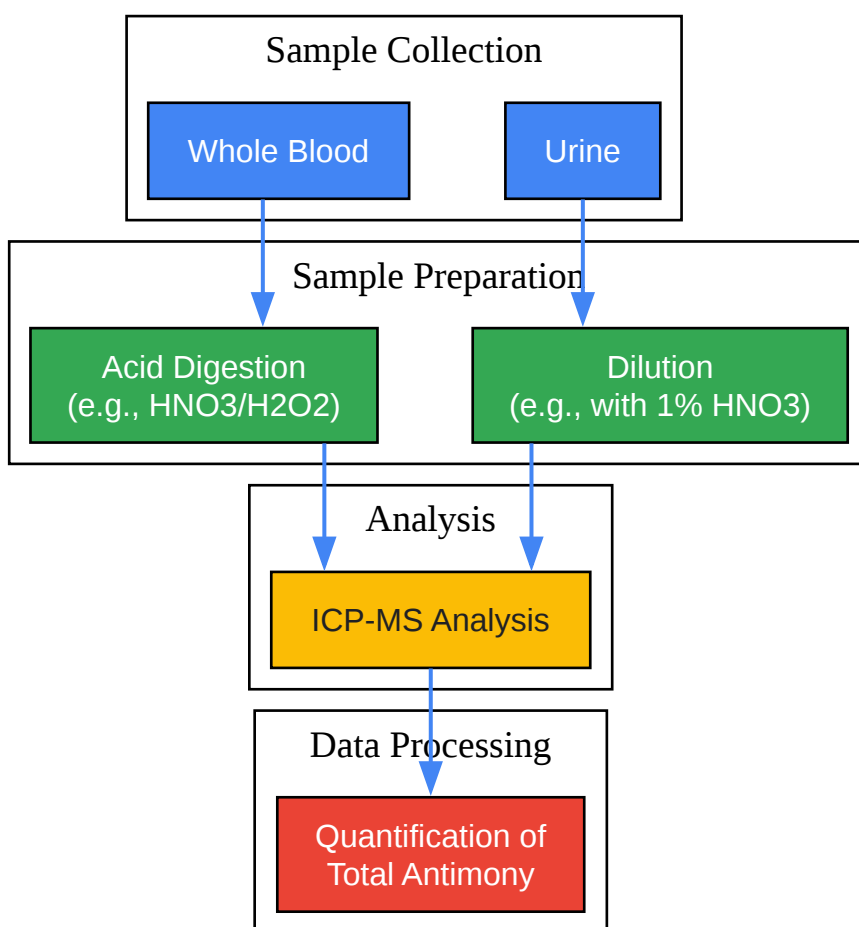 Sample Collection
Whole Blood
Urine
Sample Preparation
Acid Digestion
(e.g., HNO3/H2O2)
Dilution
(e.g., with 1% HNO3)
Analysis
ICP-MS Analysis
Data Processing
Quantification of
Total Antimony